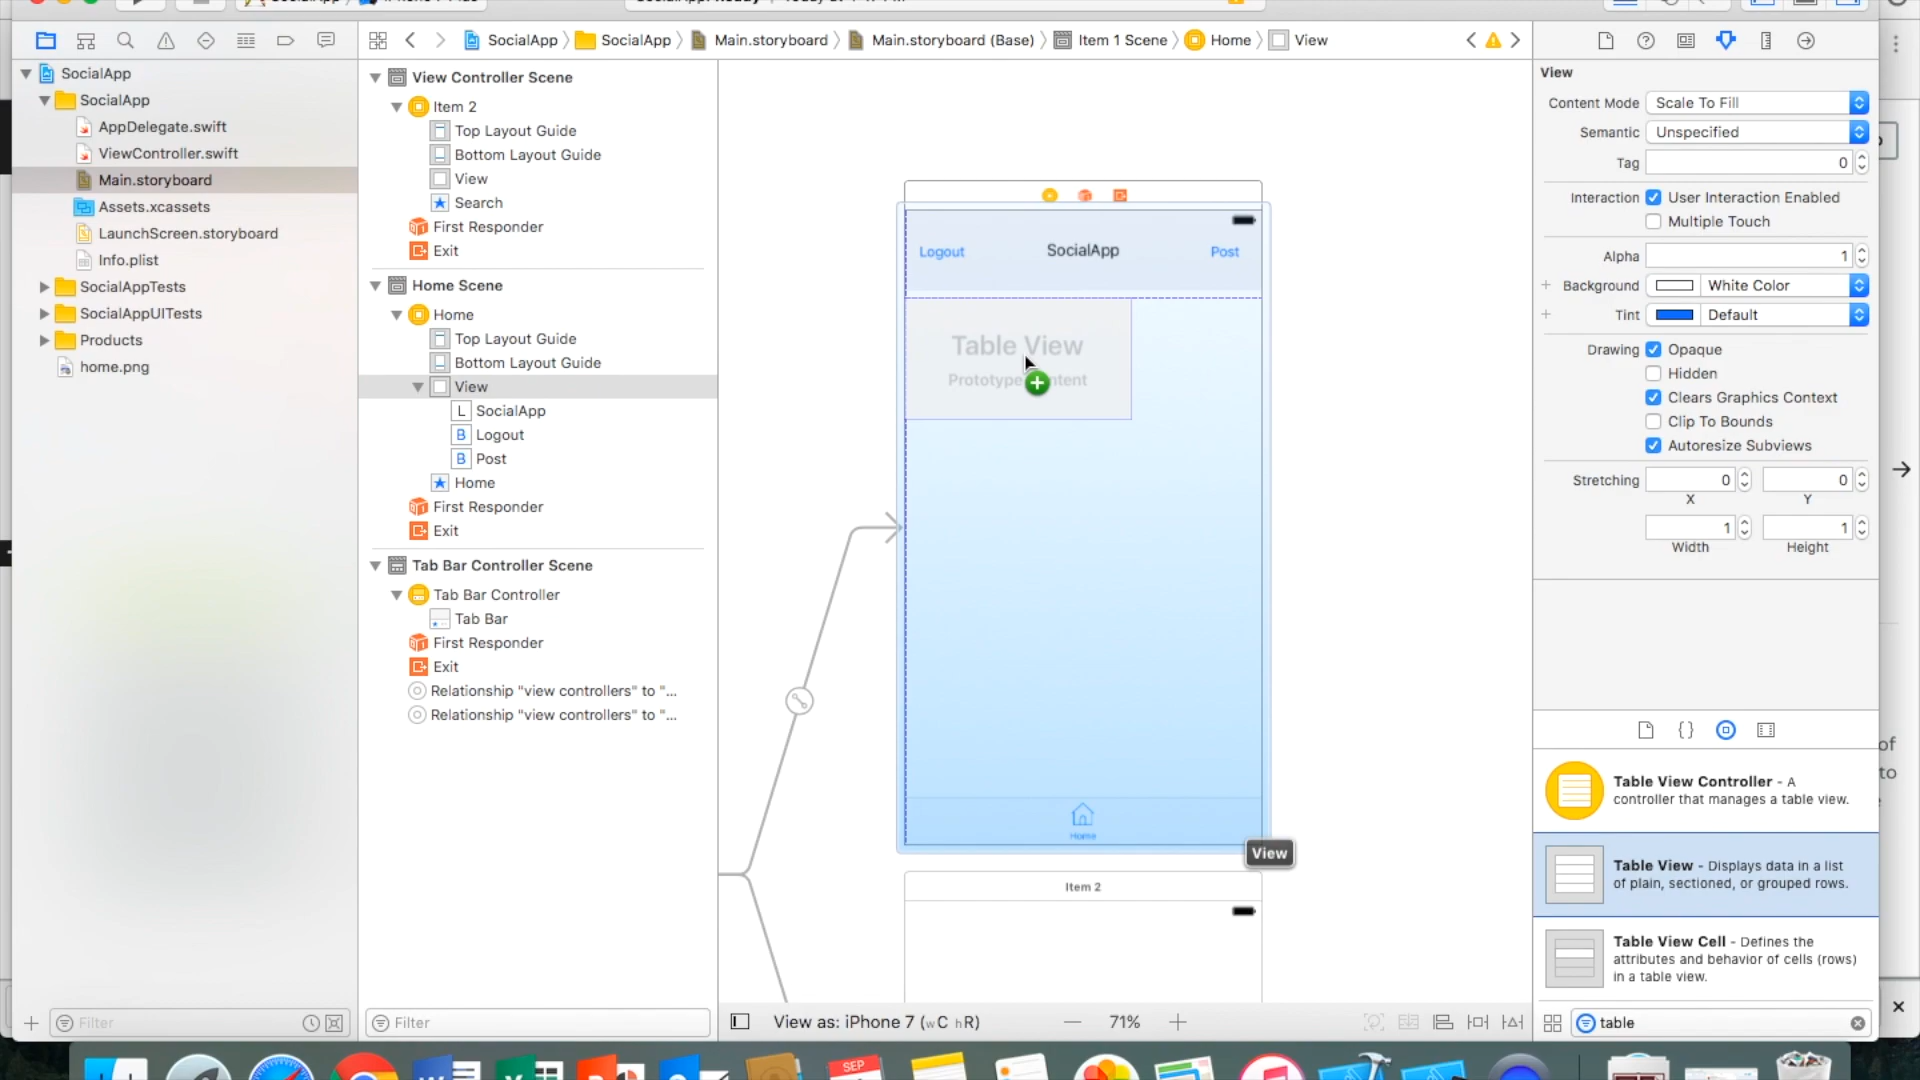 SocialApp
SocialApp
Main.storyboard
Main.storyboard (Base)
Item 1 Scene
Home
View
SocialApp
SocialApp
AppDelegate.swift
ViewController.swift
Main.storyboard
Assets.xcassets
LaunchScreen.storyboard
Info.plist
SocialAppTests
SocialAppUITests
Products
home.png
Filter
View Controller Scene
Item 2
Top Layout Guide
Bottom Layout Guide
View
Search
First Responder
Exit
Home Scene
Home
Top Layout Guide
Bottom Layout Guide
View
L SocialApp
B Logout
B Post
Home
First Responder
Exit
Tab Bar Controller Scene
Tab Bar Controller
Tab Bar
First Responder
Exit
Relationship "view controllers" to "...
Relationship "view controllers" to "...
Filter
Logout
SocialApp
Post
Table View
Home
View
Item 2
View as: iPhone 7 (wC hR)
71%
View
Content Mode Scale To Fill
Semantic Unspecified
Tag 0
Interaction User Interaction Enabled
Multiple Touch
Alpha 1
Background White Color
Tint Default
Drawing Opaque
Hidden
Clears Graphics Context
Clip To Bounds
Autoresize Subviews
Stretching 0 0
X Y
1 1
Width Height
Table View Controller - A
controller that manages a table view.
Table View - Displays data in a list
of plain, sectioned, or grouped rows.
Table View Cell - Defines the
attributes and behavior of cells (rows)
in a table view.
table
of
to
SEP